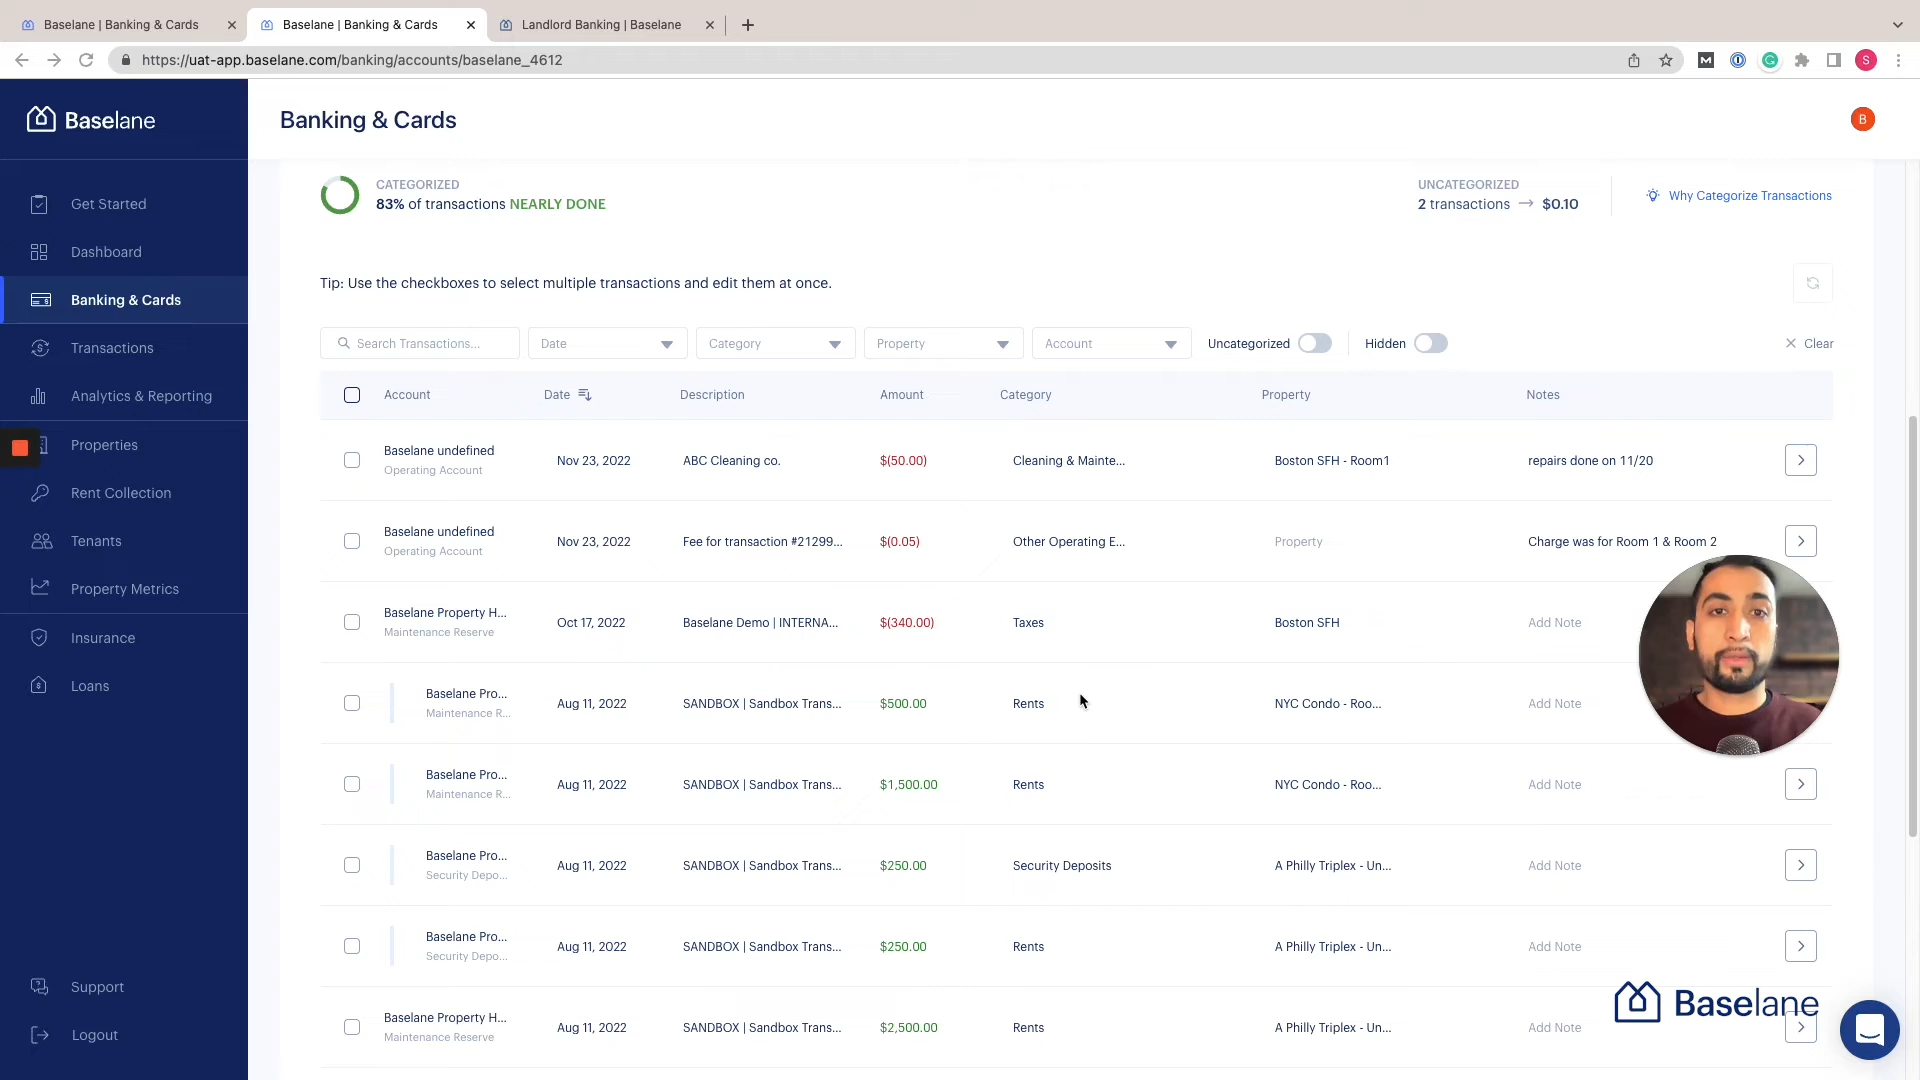 Baselane | Banking & Cards
Baselane | Banking & Cards
Landlord Banking | Baselane
https://uat-app.baselane.com/banking/accounts/baselane_4612
M
S
Baselane
Banking & Cards
B
Get Started
Dashboard
Banking & Cards
Transactions
Analytics & Reporting
Properties
Rent Collection
Tenants
Property Metrics
Insurance
Loans
Support
Logout
CATEGORIZED
83% of transactions NEARLY DONE
UNCATEGORIZED
2 transactions → $0.10
Why Categorize Transactions
Tip: Use the checkboxes to select multiple transactions and edit them at once.
Search Transactions... Date Category Property Account Uncategorized Hidden Clear
Account Date Description Amount Category Property Notes
Baselane undefined
Operating Account
Nov 23, 2022 ABC Cleaning co. $(50.00) Cleaning & Mainte... Boston SFH - Room1 repairs done on 11/20
Baselane undefined
Operating Account
Nov 23, 2022 Fee for transaction #21299... $(0.05) Other Operating E... Property Charge was for Room 1 & Room 2
Baselane Property H...
Maintenance Reserve
Oct 17, 2022 Baselane Demo | INTERNA... $(340.00) Taxes Boston SFH Add Note
Baselane Pro...
Maintenance R...
Aug 11, 2022 SANDBOX | Sandbox Trans... $500.00 Rents NYC Condo - Roo... Add Note
Baselane Pro...
Maintenance R...
Aug 11, 2022 SANDBOX | Sandbox Trans... $1,500.00 Rents NYC Condo - Roo... Add Note
Baselane Pro...
Security Depo...
Aug 11, 2022 SANDBOX | Sandbox Trans... $250.00 Security Deposits A Philly Triplex - Un... Add Note
Baselane Pro...
Security Depo...
Aug 11, 2022 SANDBOX | Sandbox Trans... $250.00 Rents A Philly Triplex - Un... Add Note
Baselane Property H...
Maintenance Reserve
Aug 11, 2022 SANDBOX | Sandbox Trans... $2,500.00 Rents A Philly Triplex - Un... Add Note
Baselane